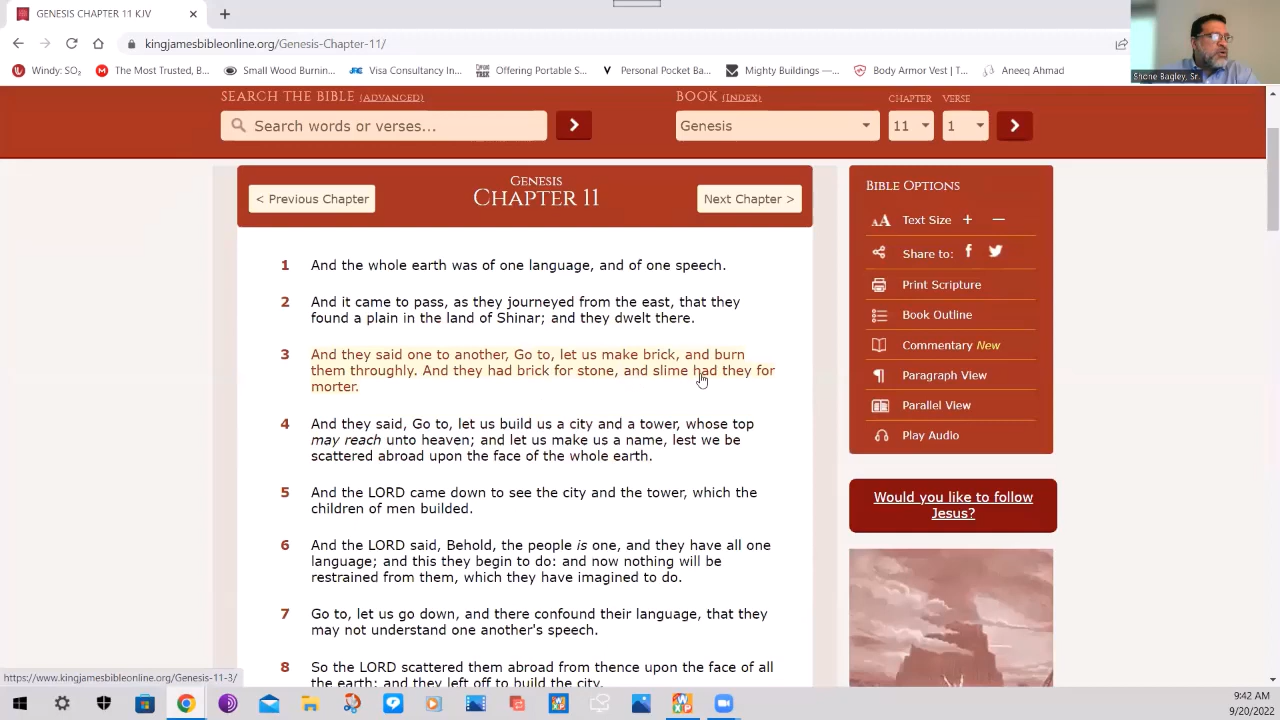 GENESIS CHAPTER 11 KJV
kingjamesbibleonline.org/Genesis-Chapter-11/
Windy: SO₂
The Most Trusted, B...
Small Wood Burnin...
Visa Consultancy In...
Offering Portable S...
Personal Pocket Ba...
Mighty Buildings —...
Body Armor Vest | T...
Aneeq Ahmad
Shone Bagley, Sr.
SEARCH THE BIBLE (ADVANCED)
BOOK (INDEX)
CHAPTER
VERSE
Search words or verses...
Genesis
11
1
< Previous Chapter
GENESIS
CHAPTER 11
Next Chapter >
1 And the whole earth was of one language, and of one speech.
2 And it came to pass, as they journeyed from the east, that they
found a plain in the land of Shinar; and they dwelt there.
3 And they said one to another, Go to, let us make brick, and burn
them throughly. And they had brick for stone, and slime had they for
morter.
4 And they said, Go to, let us build us a city and a tower, whose top
may reach unto heaven; and let us make us a name, lest we be
scattered abroad upon the face of the whole earth.
5 And the LORD came down to see the city and the tower, which the
children of men builded.
6 And the LORD said, Behold, the people is one, and they have all one
language; and this they begin to do: and now nothing will be
restrained from them, which they have imagined to do.
7 Go to, let us go down, and there confound their language, that they
may not understand one another's speech.
8 So the LORD scattered them abroad from thence upon the face of all
the earth: and they left off to build the city.
BIBLE OPTIONS
AA Text Size + —
Share to:
Print Scripture
Book Outline
Commentary New
Paragraph View
Parallel View
Play Audio
Would you like to follow
Jesus?
https://www.kingjamesbibleonline.org/Genesis-11-3/
9:42 AM
9/20/2022